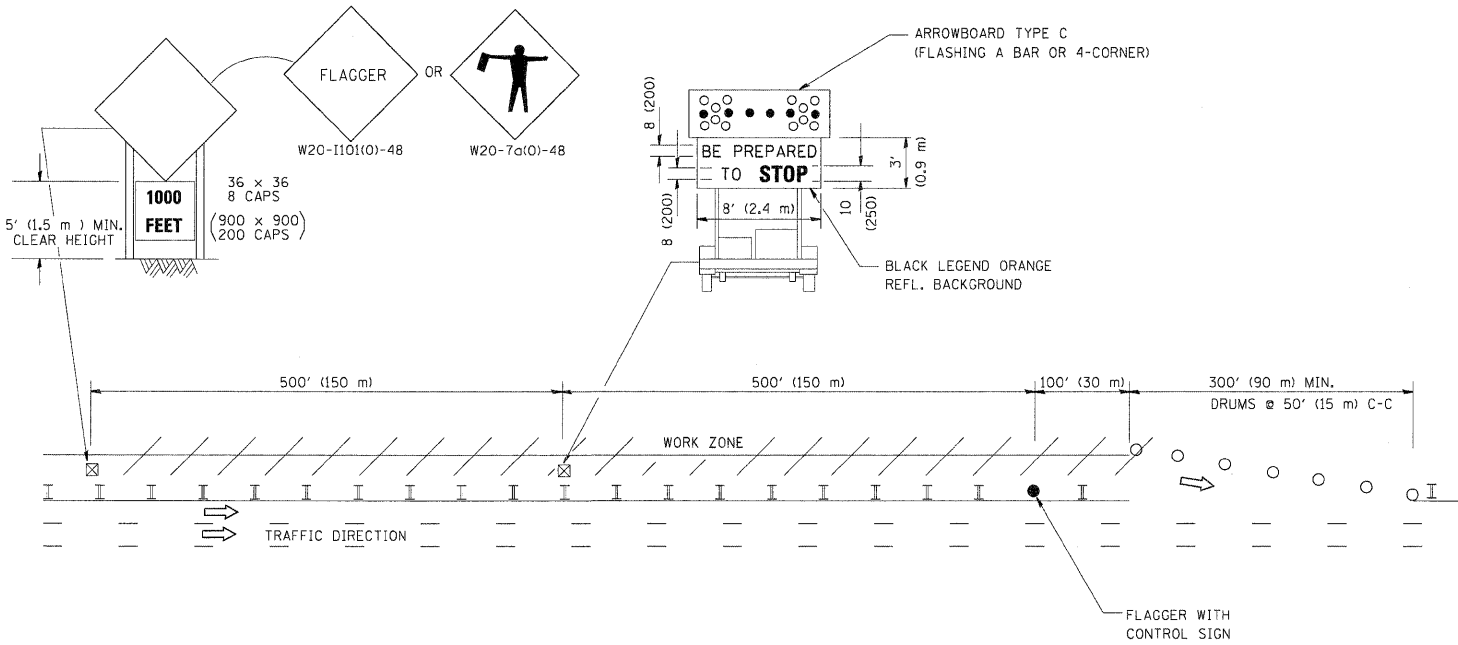 ARROWBOARD TYPE C
(FLASHING A BAR OR 4-CORNER)
FLAGGER
OR
W20-I101(O)-48
W20-7a(O)-48
8 (200)
BE PREPARED
TO STOP
3'
(0.9 m)
36 x 36
8 CAPS
(900 x 900
200 CAPS)
1000
FEET
5' (1.5 m ) MIN.
CLEAR HEIGHT
8 (200)
8' (2.4 m)
10
(250)
BLACK LEGEND ORANGE
REFL. BACKGROUND
500' (150 m)
500' (150 m)
100' (30 m)
300' (90 m) MIN.
DRUMS @ 50' (15 m) C-C
WORK ZONE
TRAFFIC DIRECTION
FLAGGER WITH
CONTROL SIGN